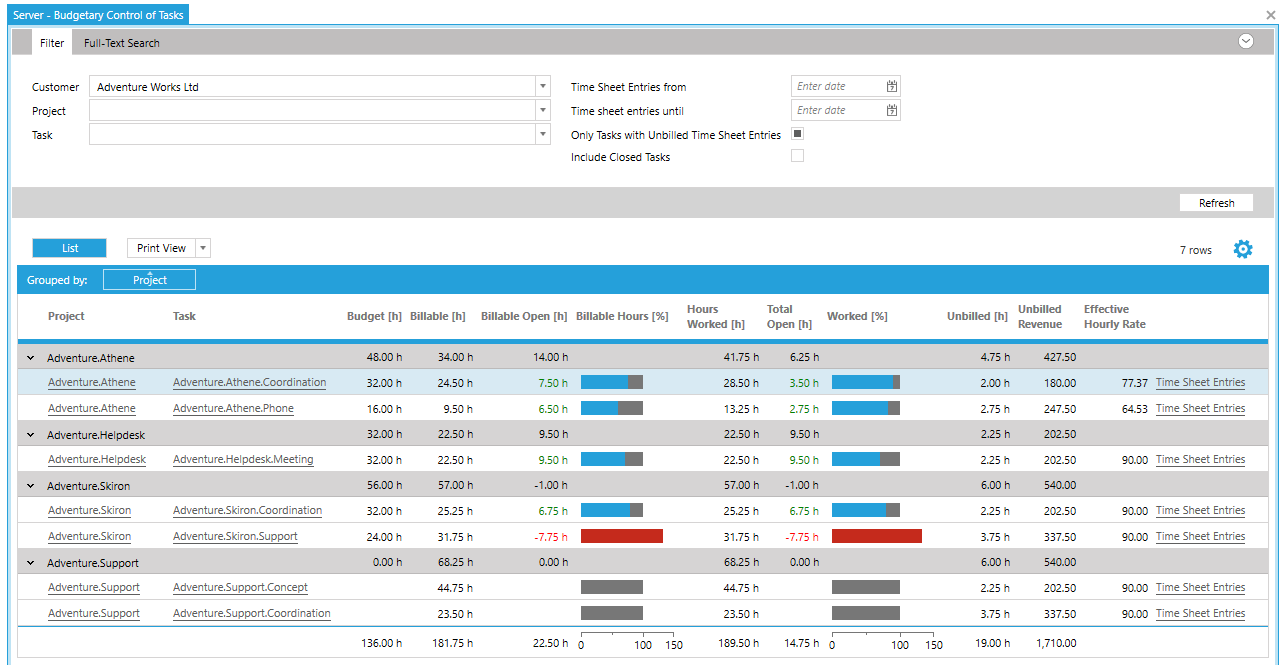 Server - Budgetary Control of Tasks
Filter Full-Text Search
Customer Adventure Works Ltd Time Sheet Entries from Enter date
Project Time sheet entries until Enter date
Task Only Tasks with Unbilled Time Sheet Entries
Include Closed Tasks
Refresh
List Print View 7 rows
Grouped by: Project
Project Task Budget [h] Billable [h] Billable Open [h] Billable Hours [%] Hours Worked [h] Total Open [h] Worked [%] Unbilled [h] Unbilled Revenue Effective Hourly Rate
Adventure.Athene 48.00 h 34.00 h 14.00 h 41.75 h 6.25 h 4.75 h 427.50
Adventure.Athene Adventure.Athene.Coordination 32.00 h 24.50 h 7.50 h 28.50 h 3.50 h 2.00 h 180.00 77.37 Time Sheet Entries
Adventure.Athene Adventure.Athene.Phone 16.00 h 9.50 h 6.50 h 13.25 h 2.75 h 2.75 h 247.50 64.53 Time Sheet Entries
Adventure.Helpdesk 32.00 h 22.50 h 9.50 h 22.50 h 9.50 h 2.25 h 202.50
Adventure.Helpdesk Adventure.Helpdesk.Meeting 32.00 h 22.50 h 9.50 h 22.50 h 9.50 h 2.25 h 202.50 90.00 Time Sheet Entries
Adventure.Skiron 56.00 h 57.00 h -1.00 h 57.00 h -1.00 h 6.00 h 540.00
Adventure.Skiron Adventure.Skiron.Coordination 32.00 h 25.25 h 6.75 h 25.25 h 6.75 h 2.25 h 202.50 90.00 Time Sheet Entries
Adventure.Skiron Adventure.Skiron.Support 24.00 h 31.75 h -7.75 h 31.75 h -7.75 h 3.75 h 337.50 90.00 Time Sheet Entries
Adventure.Support 0.00 h 68.25 h 0.00 h 68.25 h 0.00 h 6.00 h 540.00
Adventure.Support Adventure.Support.Concept 44.75 h 44.75 h 2.25 h 202.50 90.00 Time Sheet Entries
Adventure.Support Adventure.Support.Coordination 23.50 h 23.50 h 3.75 h 337.50 90.00 Time Sheet Entries
136.00 h 181.75 h 22.50 h 0 100 150 189.50 h 14.75 h 0 100 150 19.00 h 1,710.00